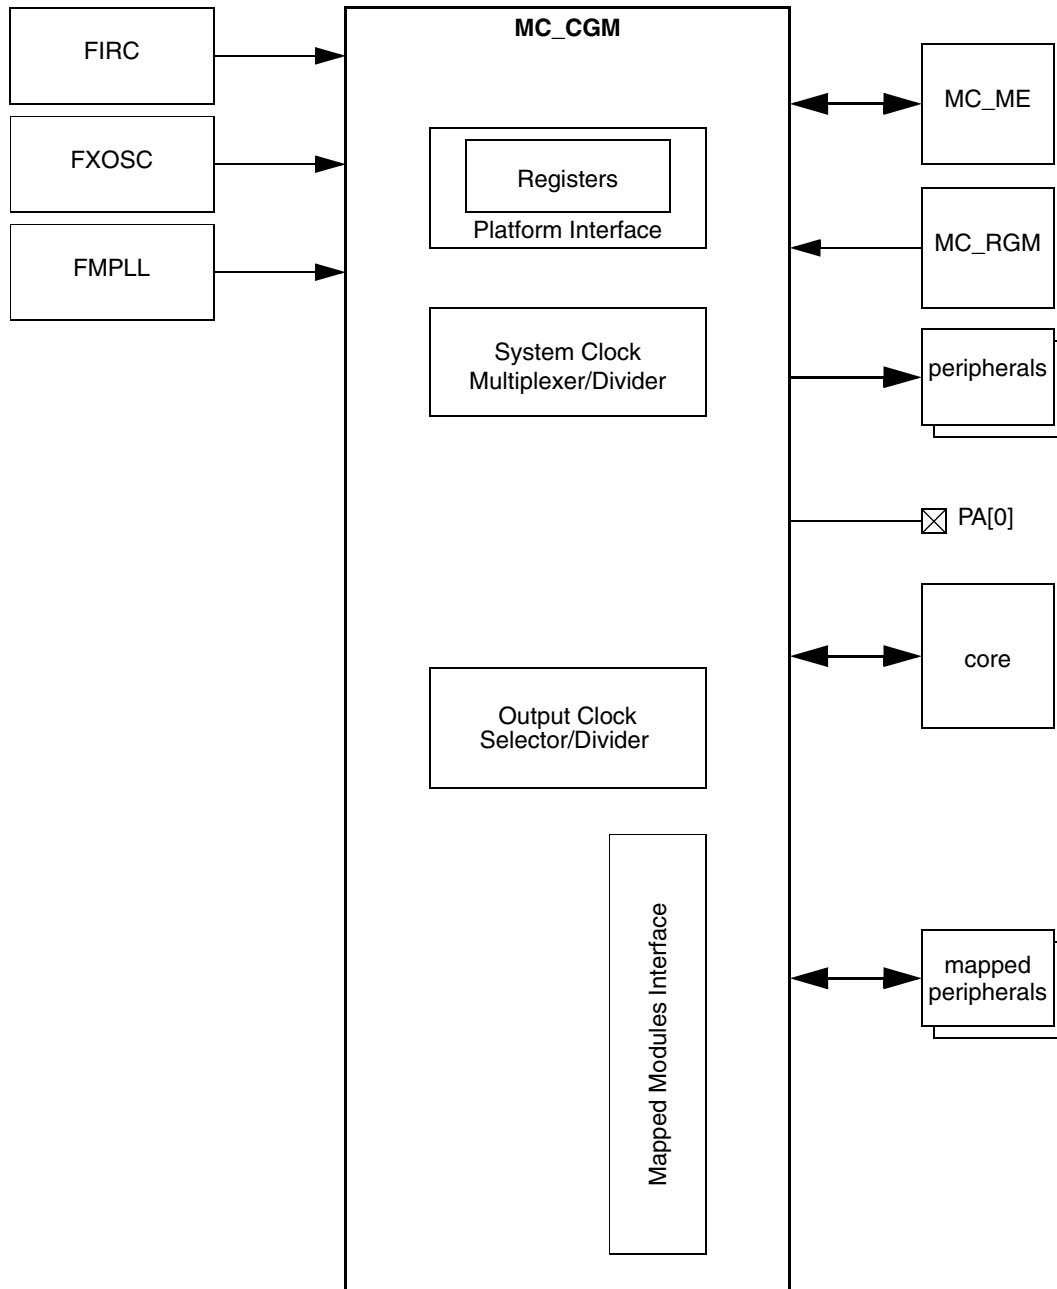 MC_CGM
FIRC
FXOSC
FMPLL
Registers
Platform Interface
System Clock
Multiplexer/Divider
Output Clock
Selector/Divider
Mapped Modules Interface
MC_ME
MC_RGM
peripherals
PA[0]
core
mapped
peripherals